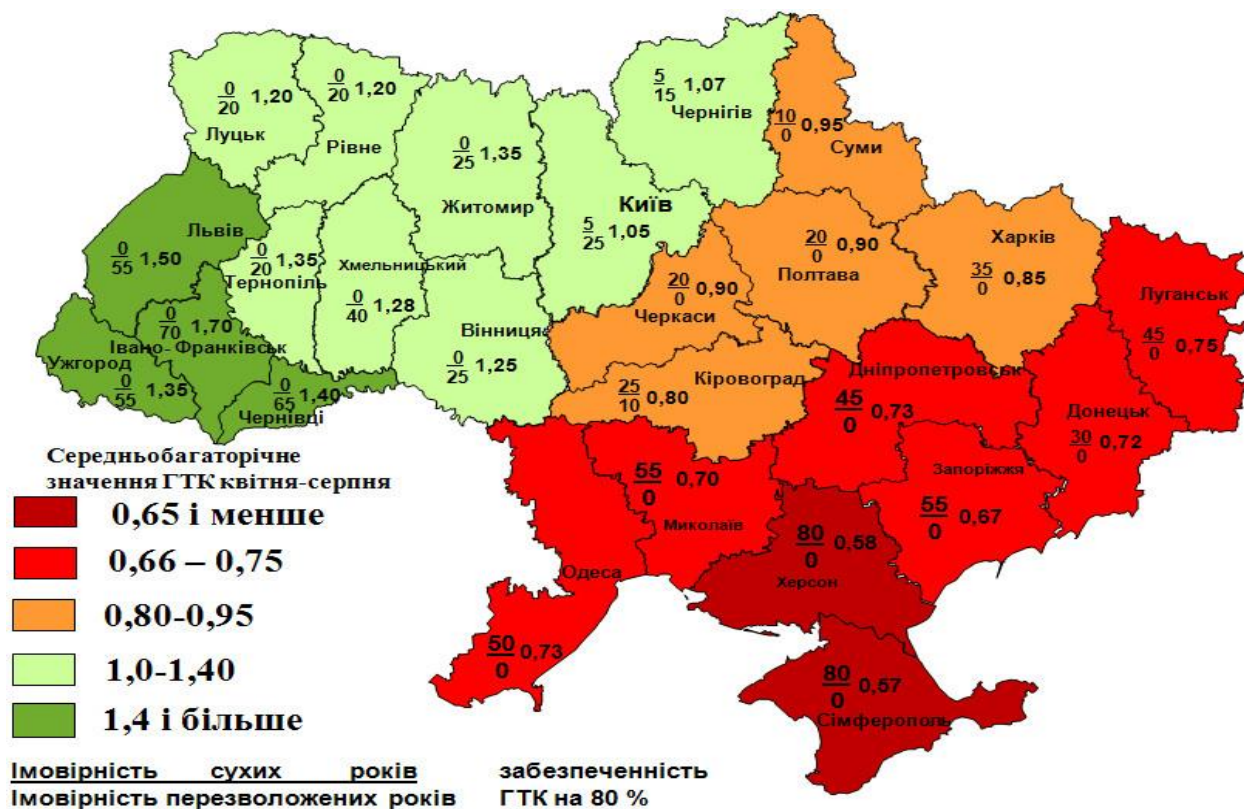 0
20 1,20
Луцьк
0
20 1,20
Рівне
0
25 1,35
Житомир
5
15 1,07
Чернігів
10
0 0,95
Суми
Київ
5
25 1,05
Львів
0
55 1,50
0
20 1,35
Тернопіль
Хмельницький
0
40 1,28
Вінниця
0
25 1,25
20
0 0,90
Черкаси
20
0 0,90
Полтава
Харків
35
0 0,85
Луганськ
45
0 0,75
0
70 1,70
Івано- Франківськ
Ужгород
0
55 1,35
0
65 1,40
Чернівці
Кіровоград
25
10 0,80
Дніпропетровськ
45
0 0,73
Донецьк
30
0 0,72
Запоріжжя
55
0 0,67
55
0 0,70
Миколаїв
Одеса
50
0 0,73
80
0 0,58
Херсон
80
0 0,57
Сімферополь
Середньобагаторічне
значення ГТК квітня-серпня
0,65 і менше
0,66 – 0,75
0,80-0,95
1,0-1,40
1,4 і більше
Імовірність сухих років забезпеченність
Імовірність перезволожених років ГТК на 80 %